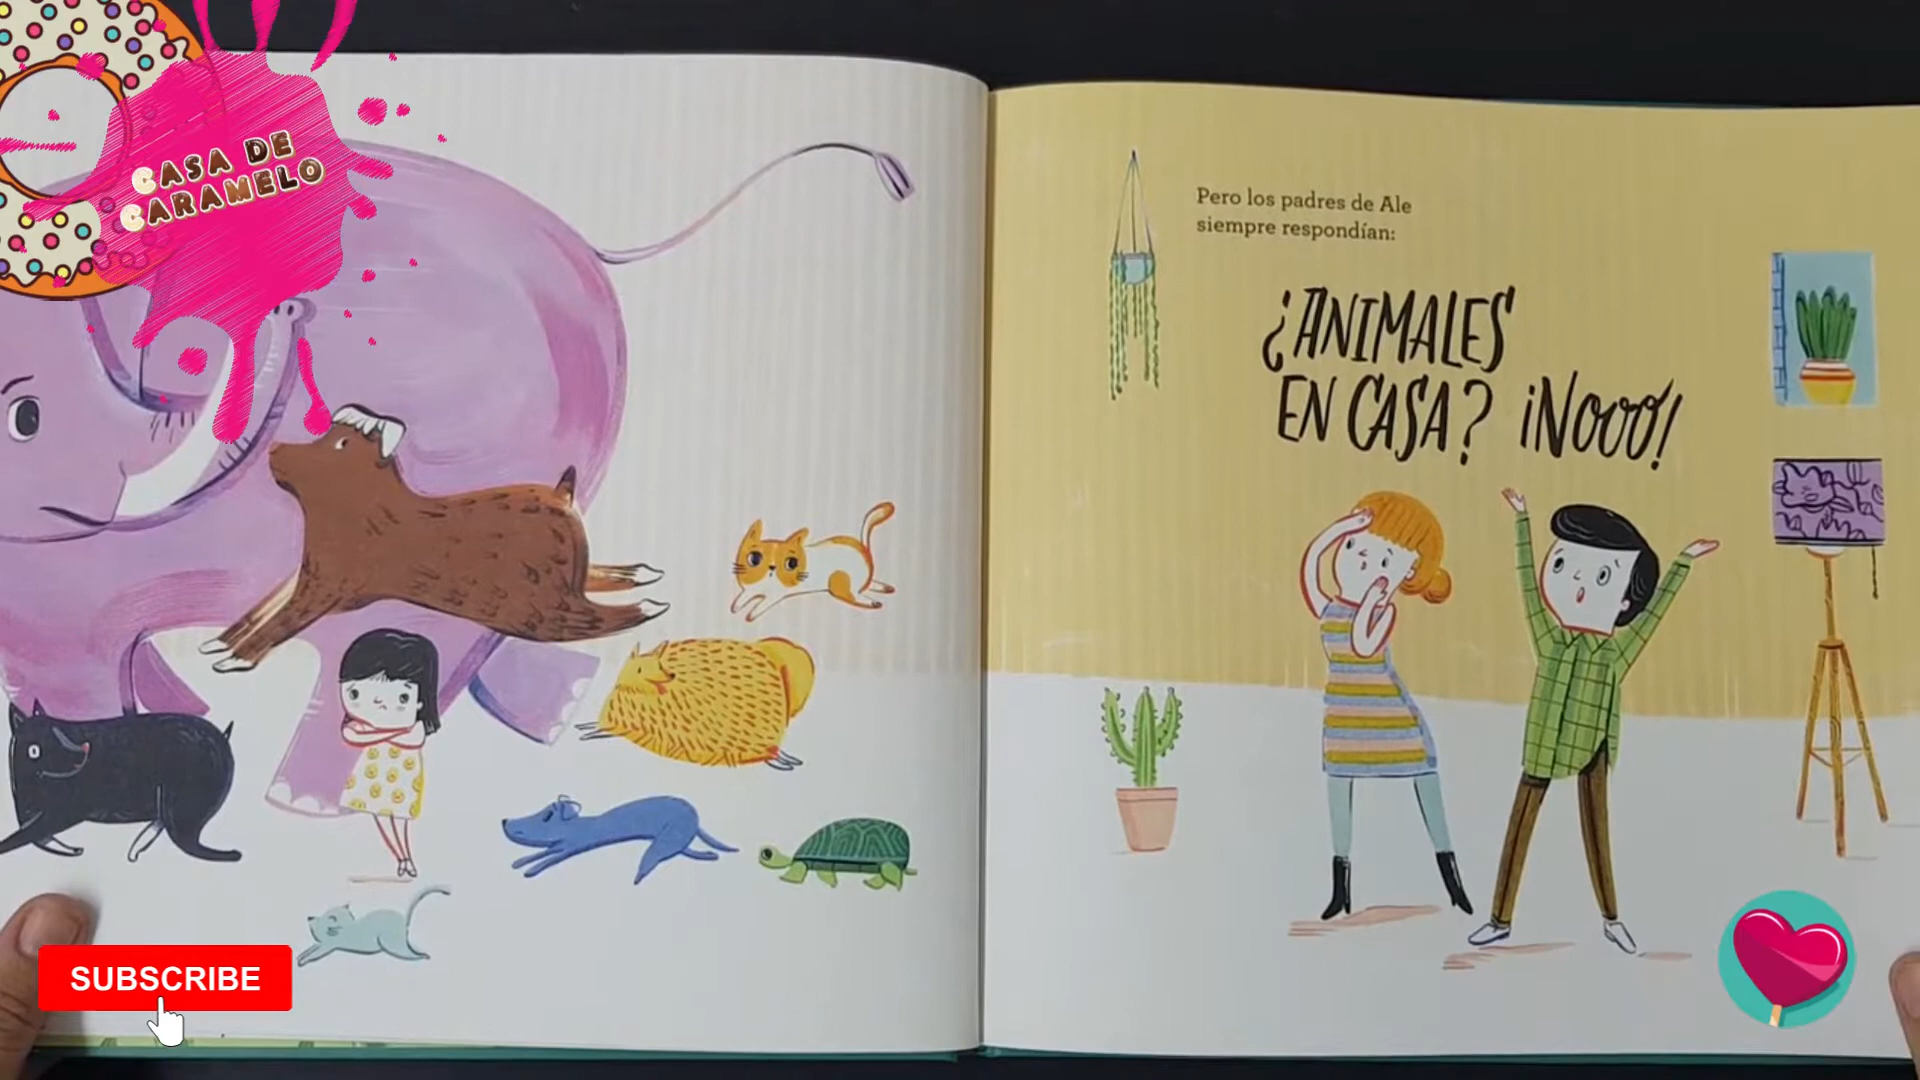 CASA DE
CARAMELO
Pero los padres de Ale
siempre respondían:
¿ANIMALES
EN CASA? ¡NOOO!
SUBSCRIBE